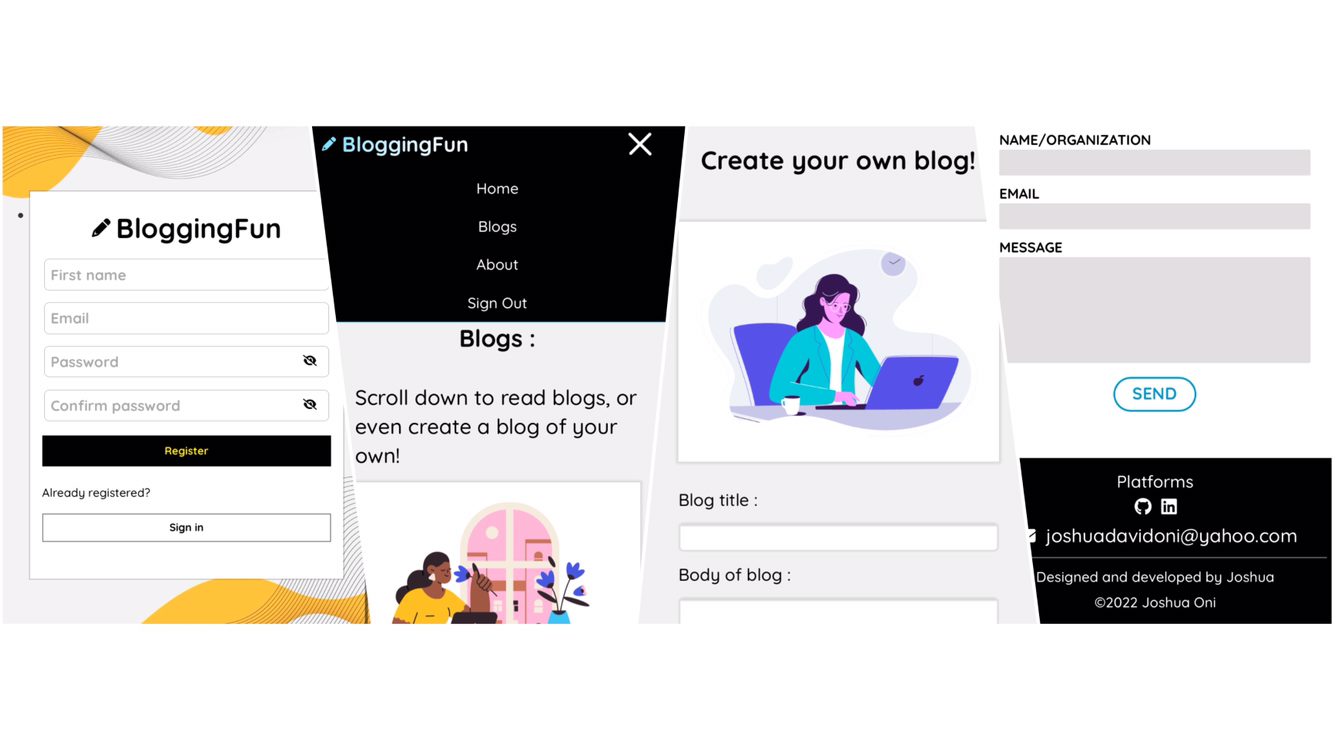 BloggingFun
First name
Email
Password
Confirm password
Register
Already registered?
Sign in
BloggingFun
Home
Blogs
About
Sign Out
Blogs :
Scroll down to read blogs, or
even create a blog of your
own!
Create your own blog!
Blog title :
Body of blog :
NAME/ORGANIZATION
EMAIL
MESSAGE
SEND
Platforms
joshuadavidoni@yahoo.com
Designed and developed by Joshua
©2022 Joshua Oni